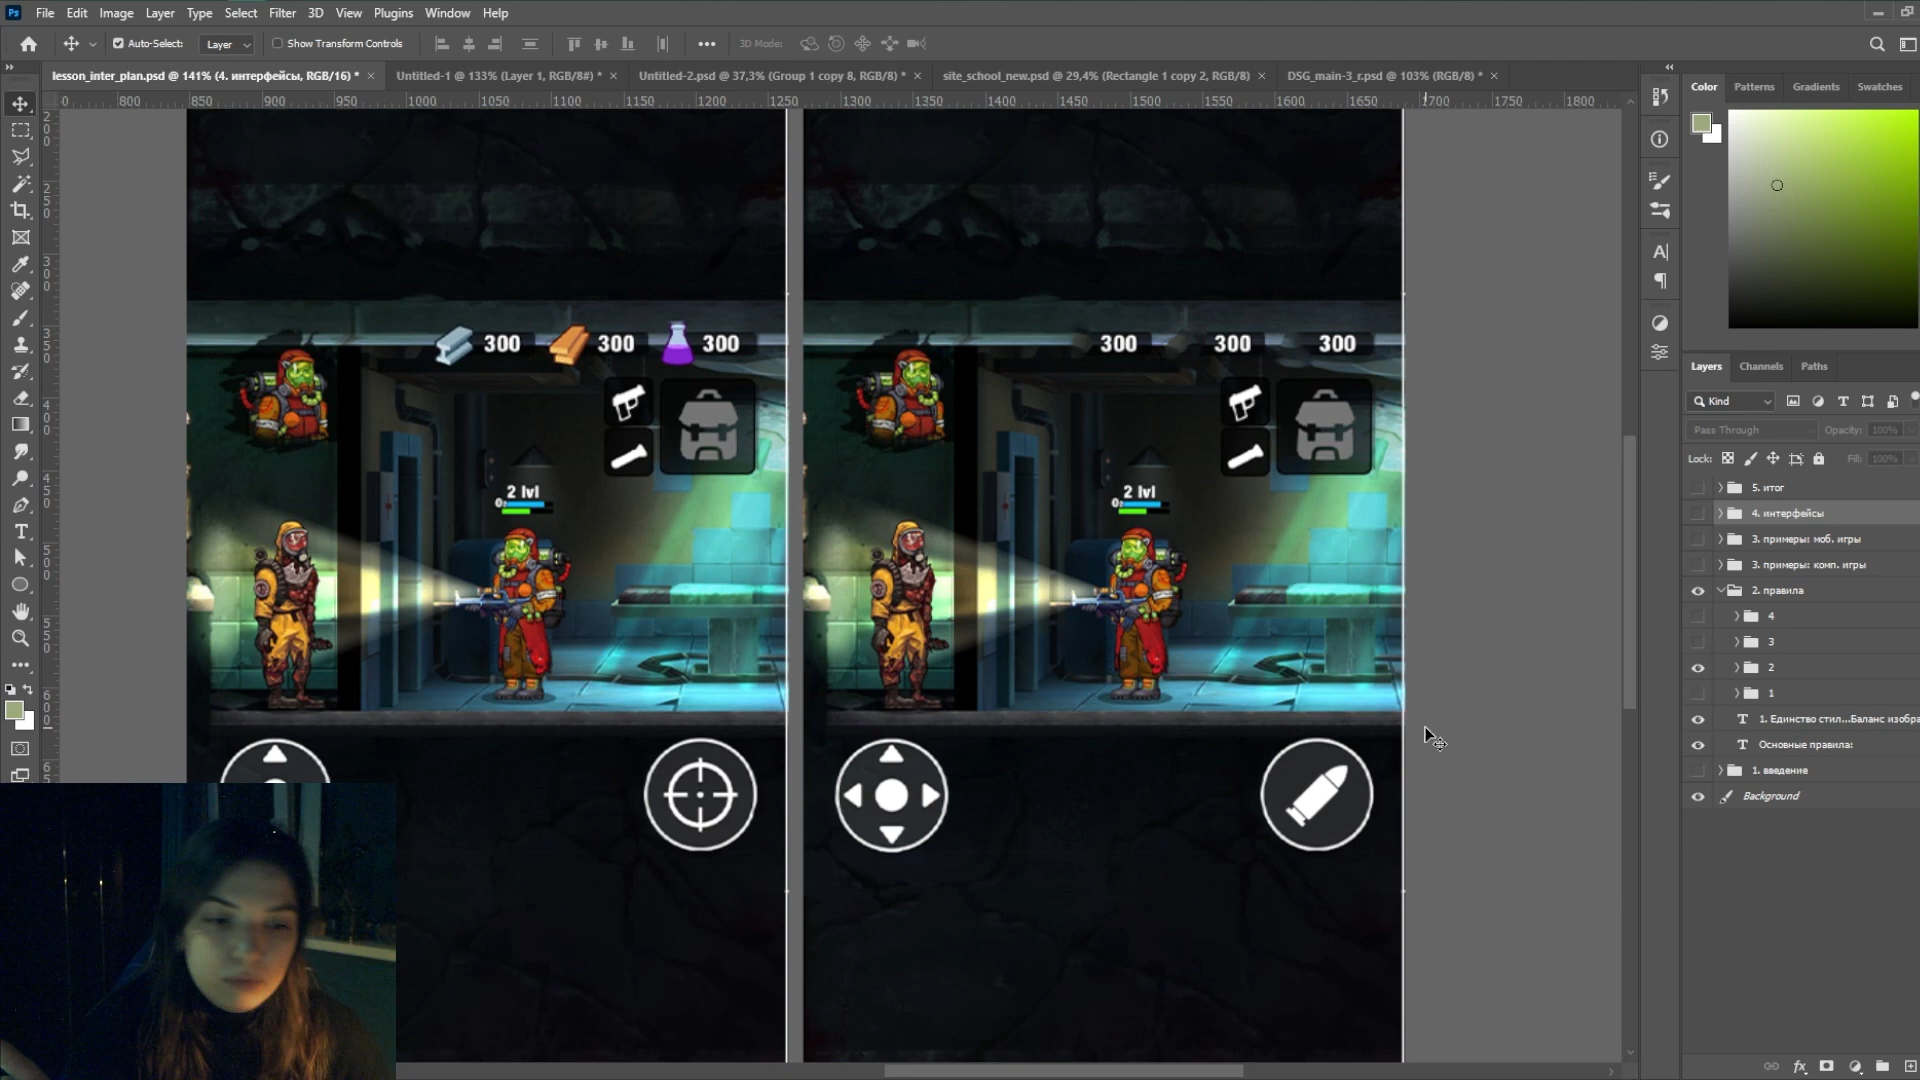 Ps File Edit Image Layer Type Select Filter 3D View Plugins Window Help
Auto-Select: Layer Show Transform Controls 3D Mode:
lesson_inter_plan.psd @ 141% (4. интерфейсы, RGB/16) * Untitled-1 @ 133% (Layer 1, RGB/8#) * Untitled-2.psd @ 37,3% (Group 1 copy 8, RGB/8) * site_school_new.psd @ 29,4% (Rectangle 1 copy 2, RGB/8) DSG_main-3_r.psd @ 103% (RGB/8) *
800 850 900 950 1000 1050 1100 1150 1200 1250 1300 1350 1400 1450 1500 1550 1600 1650 1700 1750 1800
Color Patterns Gradients Swatches
300 300 300
300 300 300
2 lvl
2 lvl
Layers Channels Paths
Kind
Pass Through Opacity: 100%
Lock: Fill: 100%
5. итог
4. интерфейсы
3. примеры: моб. игры
3. примеры: комп. игры
2. правила
4
3
2
1
1. Единство стил...Баланс изобра
Основные правила:
1. введение
Background